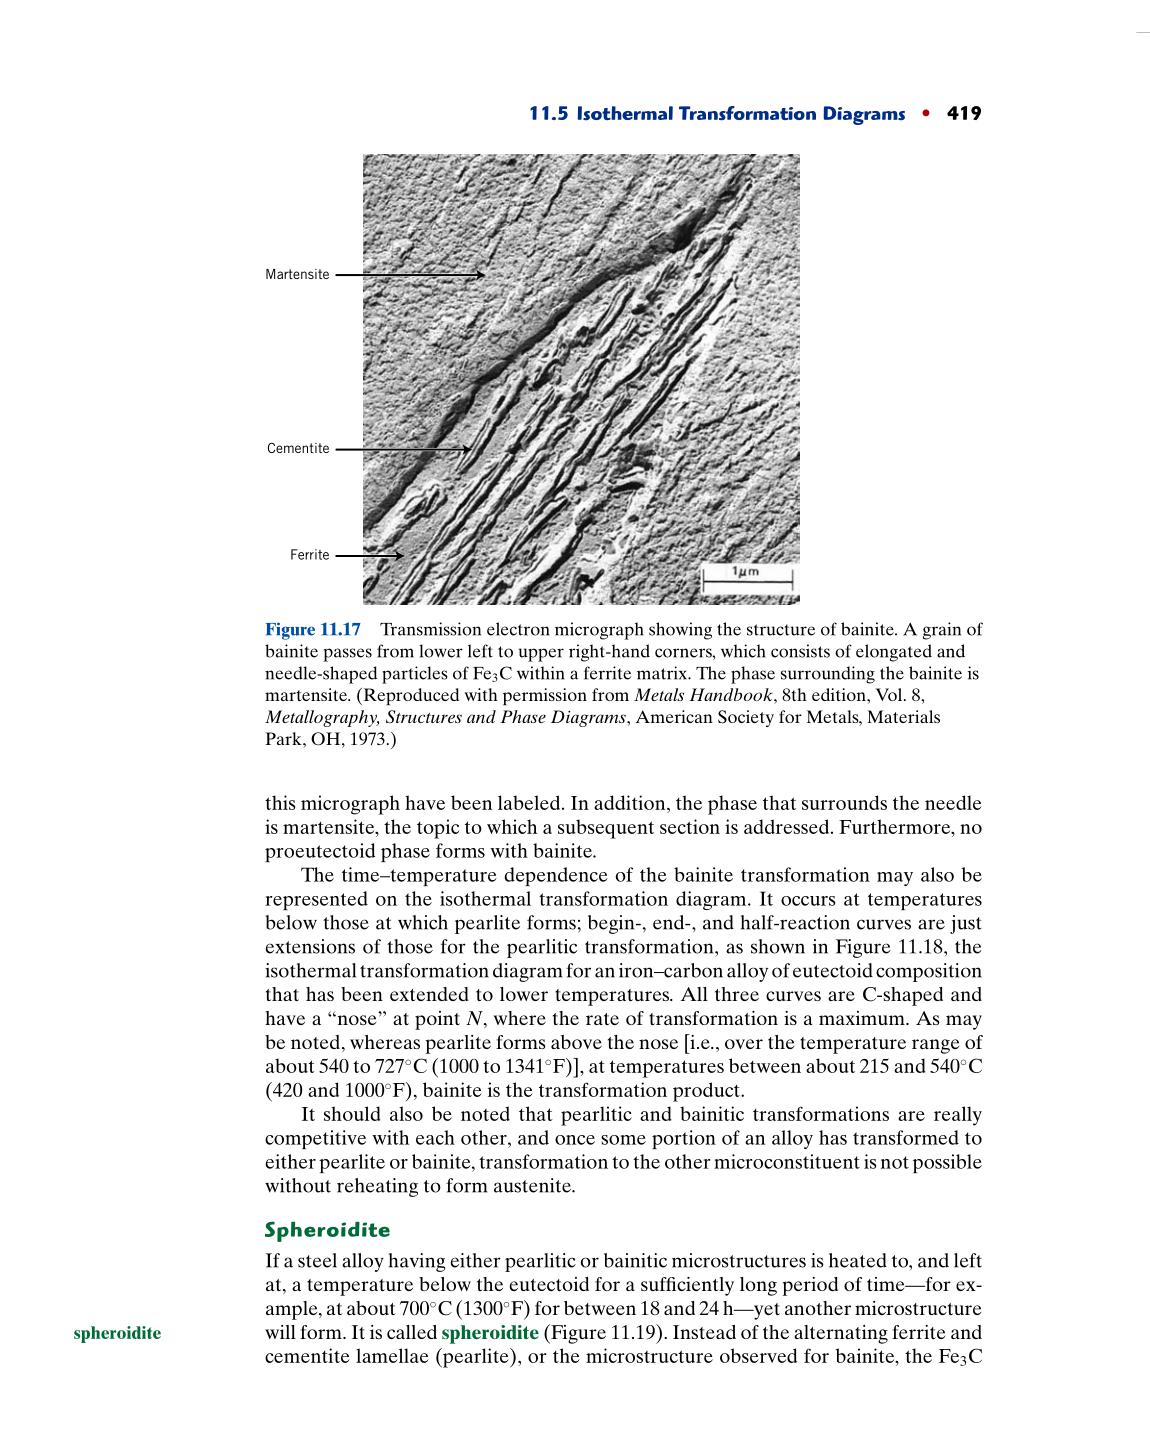 11.5 Isothermal Transformation Diagrams • 419
Martensite
Cementite
Ferrite
1μm
Figure 11.17 Transmission electron micrograph showing the structure of bainite. A grain of
bainite passes from lower left to upper right-hand corners, which consists of elongated and
needle-shaped particles of Fe₃C within a ferrite matrix. The phase surrounding the bainite is
martensite. (Reproduced with permission from Metals Handbook, 8th edition, Vol. 8,
Metallography, Structures and Phase Diagrams, American Society for Metals, Materials
Park, OH, 1973.)
this micrograph have been labeled. In addition, the phase that surrounds the needle
is martensite, the topic to which a subsequent section is addressed. Furthermore, no
proeutectoid phase forms with bainite.
The time–temperature dependence of the bainite transformation may also be
represented on the isothermal transformation diagram. It occurs at temperatures
below those at which pearlite forms; begin-, end-, and half-reaction curves are just
extensions of those for the pearlitic transformation, as shown in Figure 11.18, the
isothermal transformation diagram for an iron–carbon alloy of eutectoid composition
that has been extended to lower temperatures. All three curves are C-shaped and
have a “nose” at point N, where the rate of transformation is a maximum. As may
be noted, whereas pearlite forms above the nose [i.e., over the temperature range of
about 540 to 727°C (1000 to 1341°F)], at temperatures between about 215 and 540°C
(420 and 1000°F), bainite is the transformation product.
It should also be noted that pearlitic and bainitic transformations are really
competitive with each other, and once some portion of an alloy has transformed to
either pearlite or bainite, transformation to the other microconstituent is not possible
without reheating to form austenite.
Spheroidite
If a steel alloy having either pearlitic or bainitic microstructures is heated to, and left
at, a temperature below the eutectoid for a sufficiently long period of time—for ex-
ample, at about 700°C (1300°F) for between 18 and 24 h—yet another microstructure
spheroidite
will form. It is called spheroidite (Figure 11.19). Instead of the alternating ferrite and
cementite lamellae (pearlite), or the microstructure observed for bainite, the Fe₃C